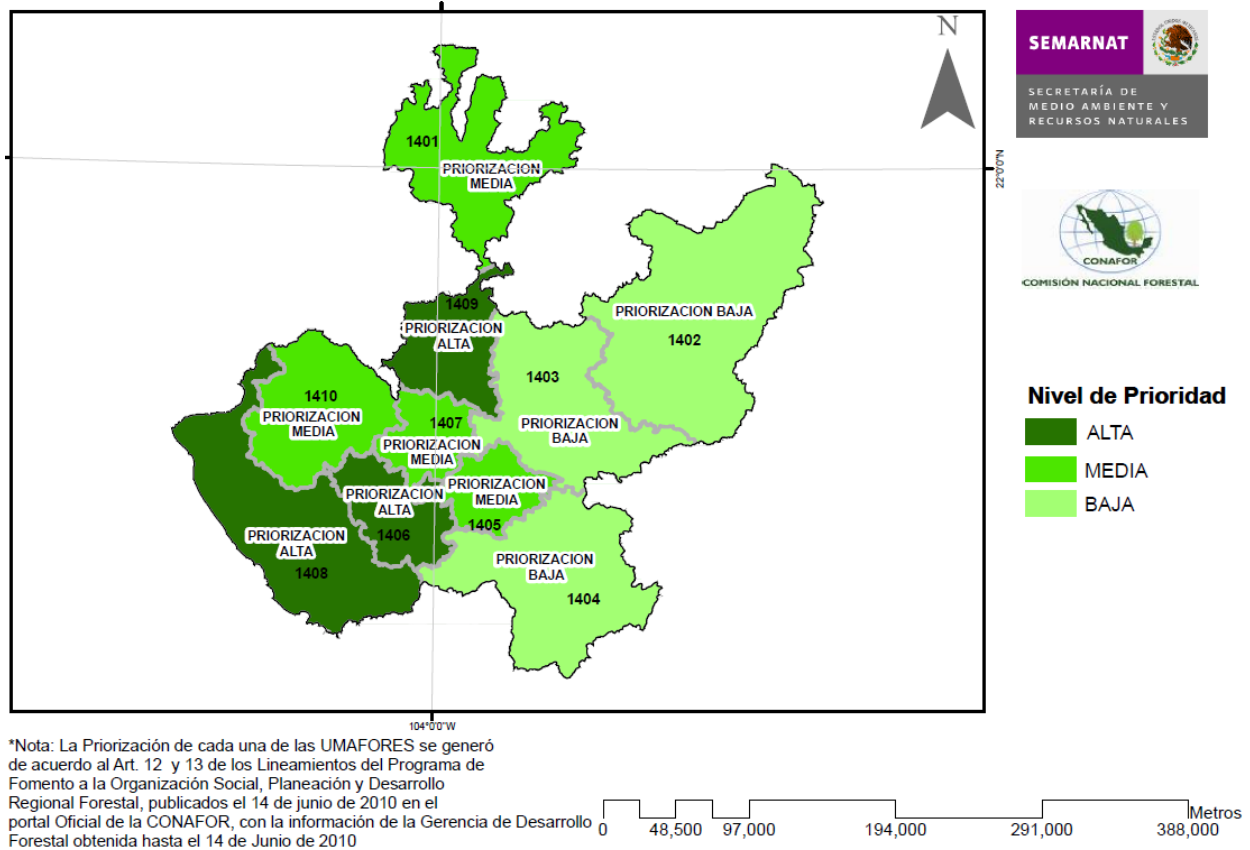 N
SEMARNAT
SECRETARÍA DE
MEDIO AMBIENTE Y
RECURSOS NATURALES
1401
PRIORIZACION
MEDIA
22°0'0"N
CONAFOR
COMISIÓN NACIONAL FORESTAL
1409
PRIORIZACION
ALTA
PRIORIZACION BAJA
1402
1403
PRIORIZACION
BAJA
1410
PRIORIZACION
MEDIA
1407
PRIORIZACION
MEDIA
PRIORIZACION
MEDIA
1405
PRIORIZACION
ALTA
1406
PRIORIZACION
ALTA
1408
PRIORIZACION
BAJA
1404
Nivel de Prioridad
ALTA
MEDIA
BAJA
104°0'0"W
*Nota: La Priorización de cada una de las UMAFORES se generó
de acuerdo al Art. 12 y 13 de los Lineamientos del Programa de
Fomento a la Organización Social, Planeación y Desarrollo
Regional Forestal, publicados el 14 de junio de 2010 en el
portal Oficial de la CONAFOR, con la información de la Gerencia de Desarrollo
Forestal obtenida hasta el 14 de Junio de 2010
Metros
0 48,500 97,000 194,000 291,000 388,000